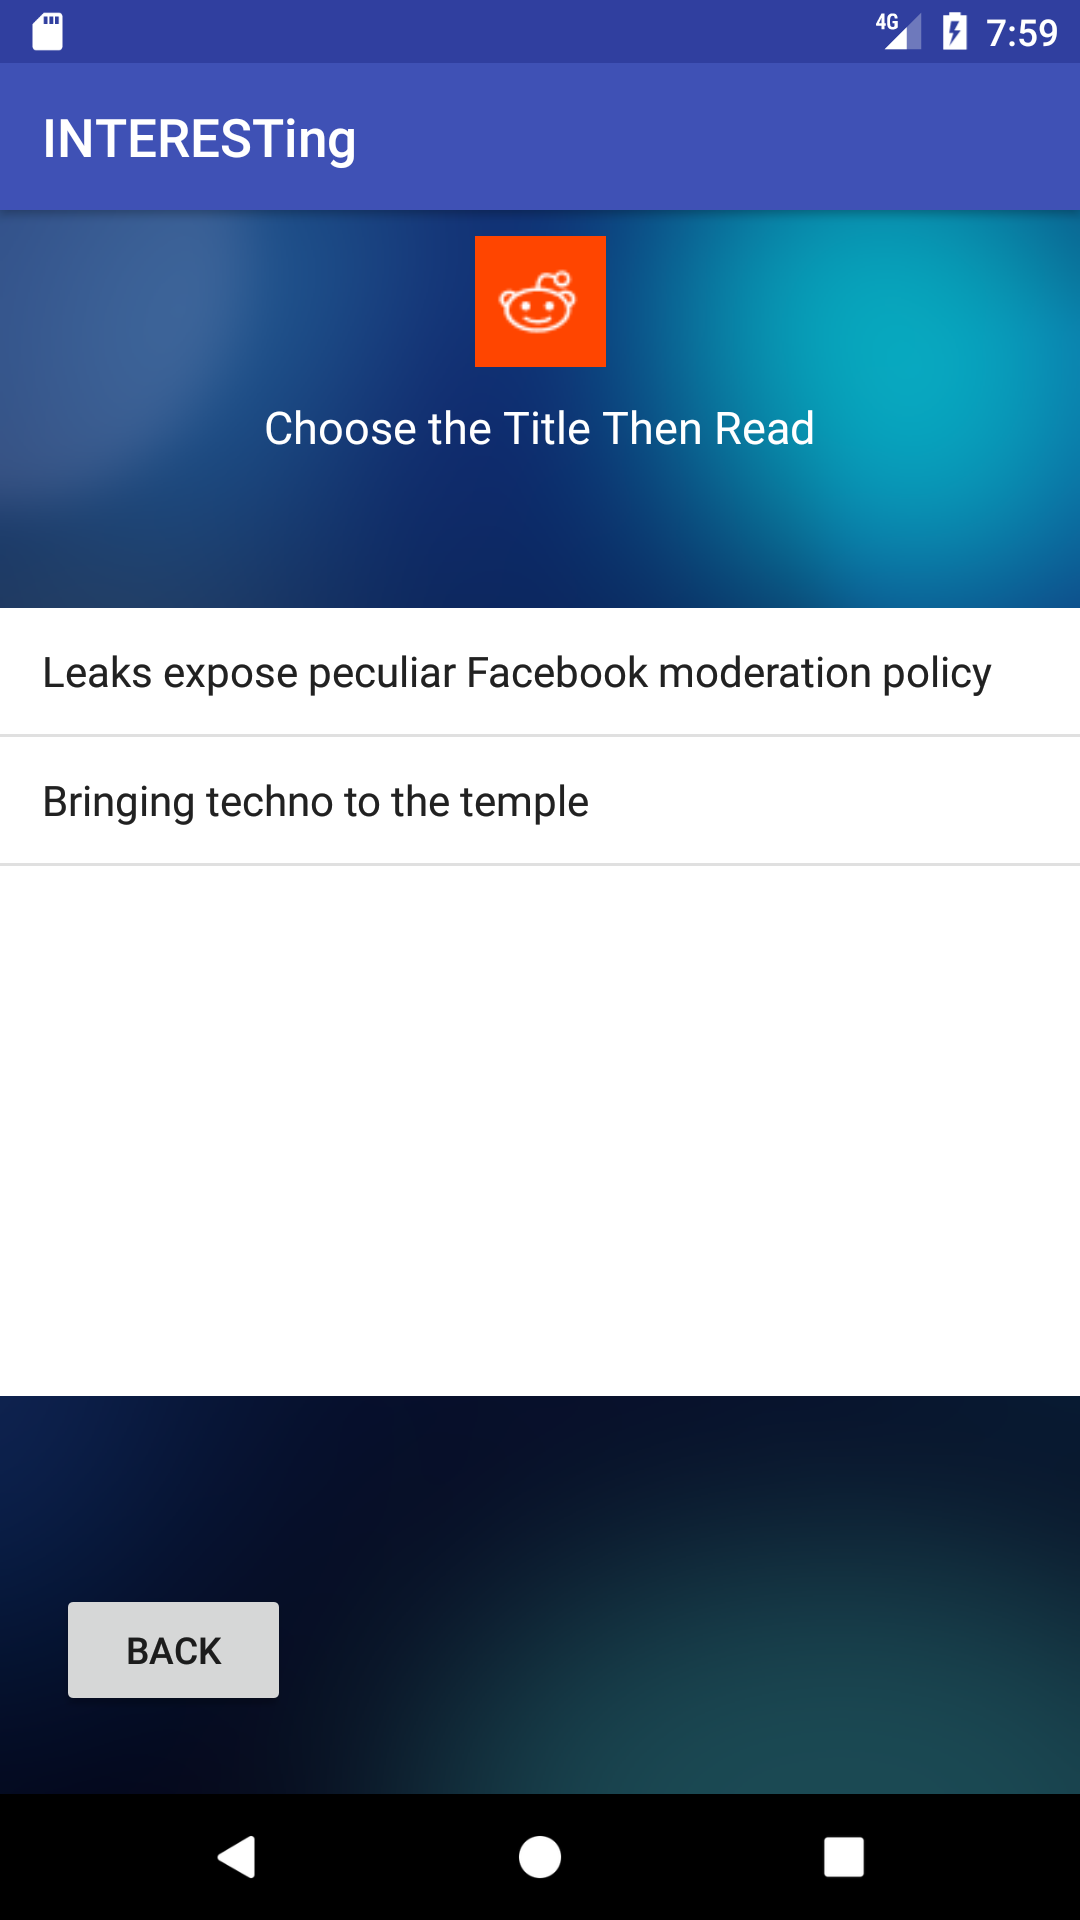 4G 7:59
INTERESTing
Choose the Title Then Read
Leaks expose peculiar Facebook moderation policy
Bringing techno to the temple
BACK